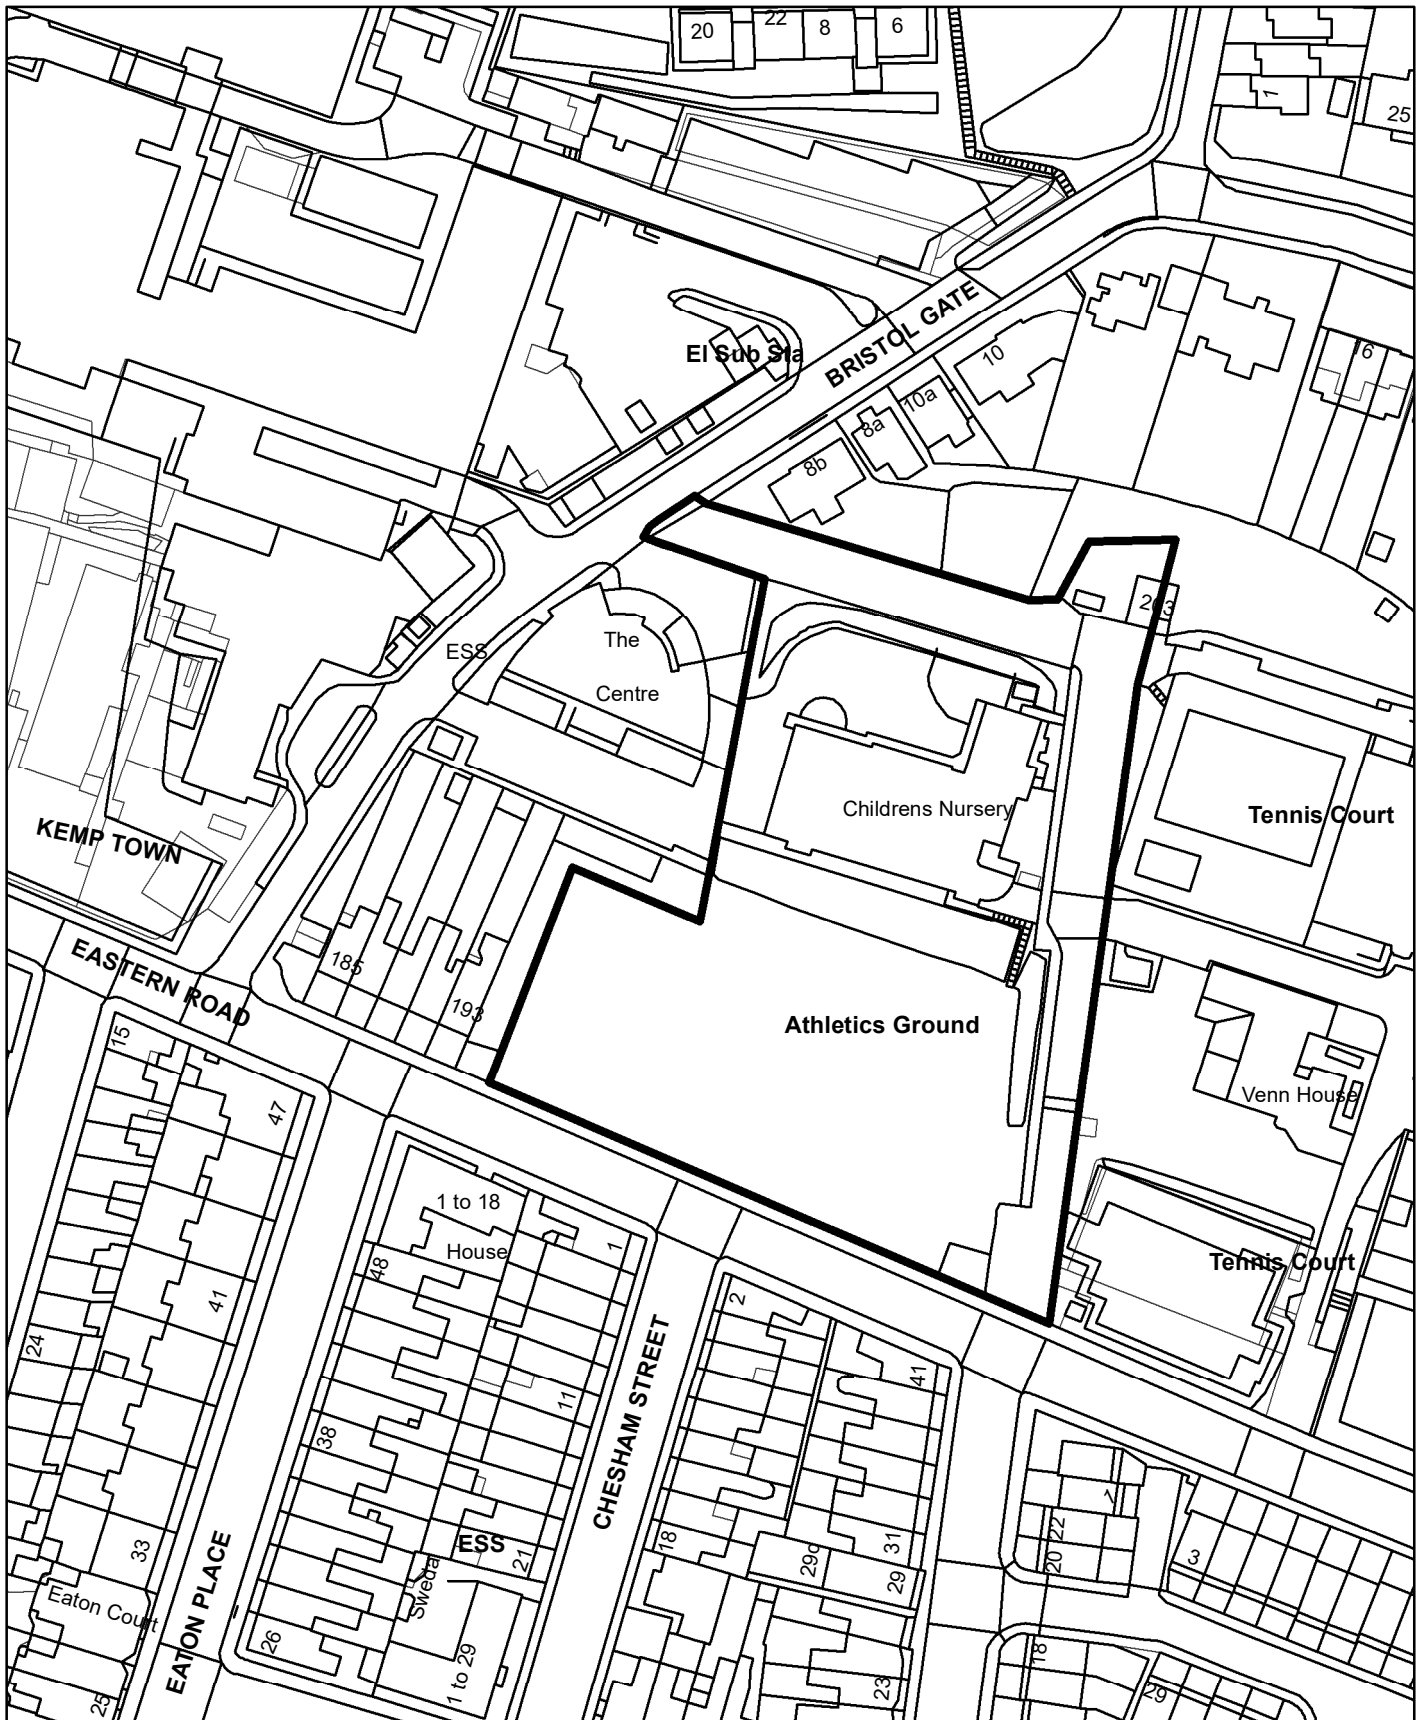 20
22
8
6
1
25
El Sub Sta
BRISTOL GATE
10
16
10a
8a
8b
203
The
Centre
ESS
Childrens Nursery
Tennis Court
KEMP TOWN
EASTERN ROAD
185
193
Athletics Ground
Venn House
15
47
1 to 18
House
1
48
41
24
2
Tennis Court
41
11
38
CHESHAM STREET
33
EATON PLACE
ESS
21
Sweda
18
29c
31
29
7
22
20
3
Eaton Court
26
1 to 29
25
23
18
29